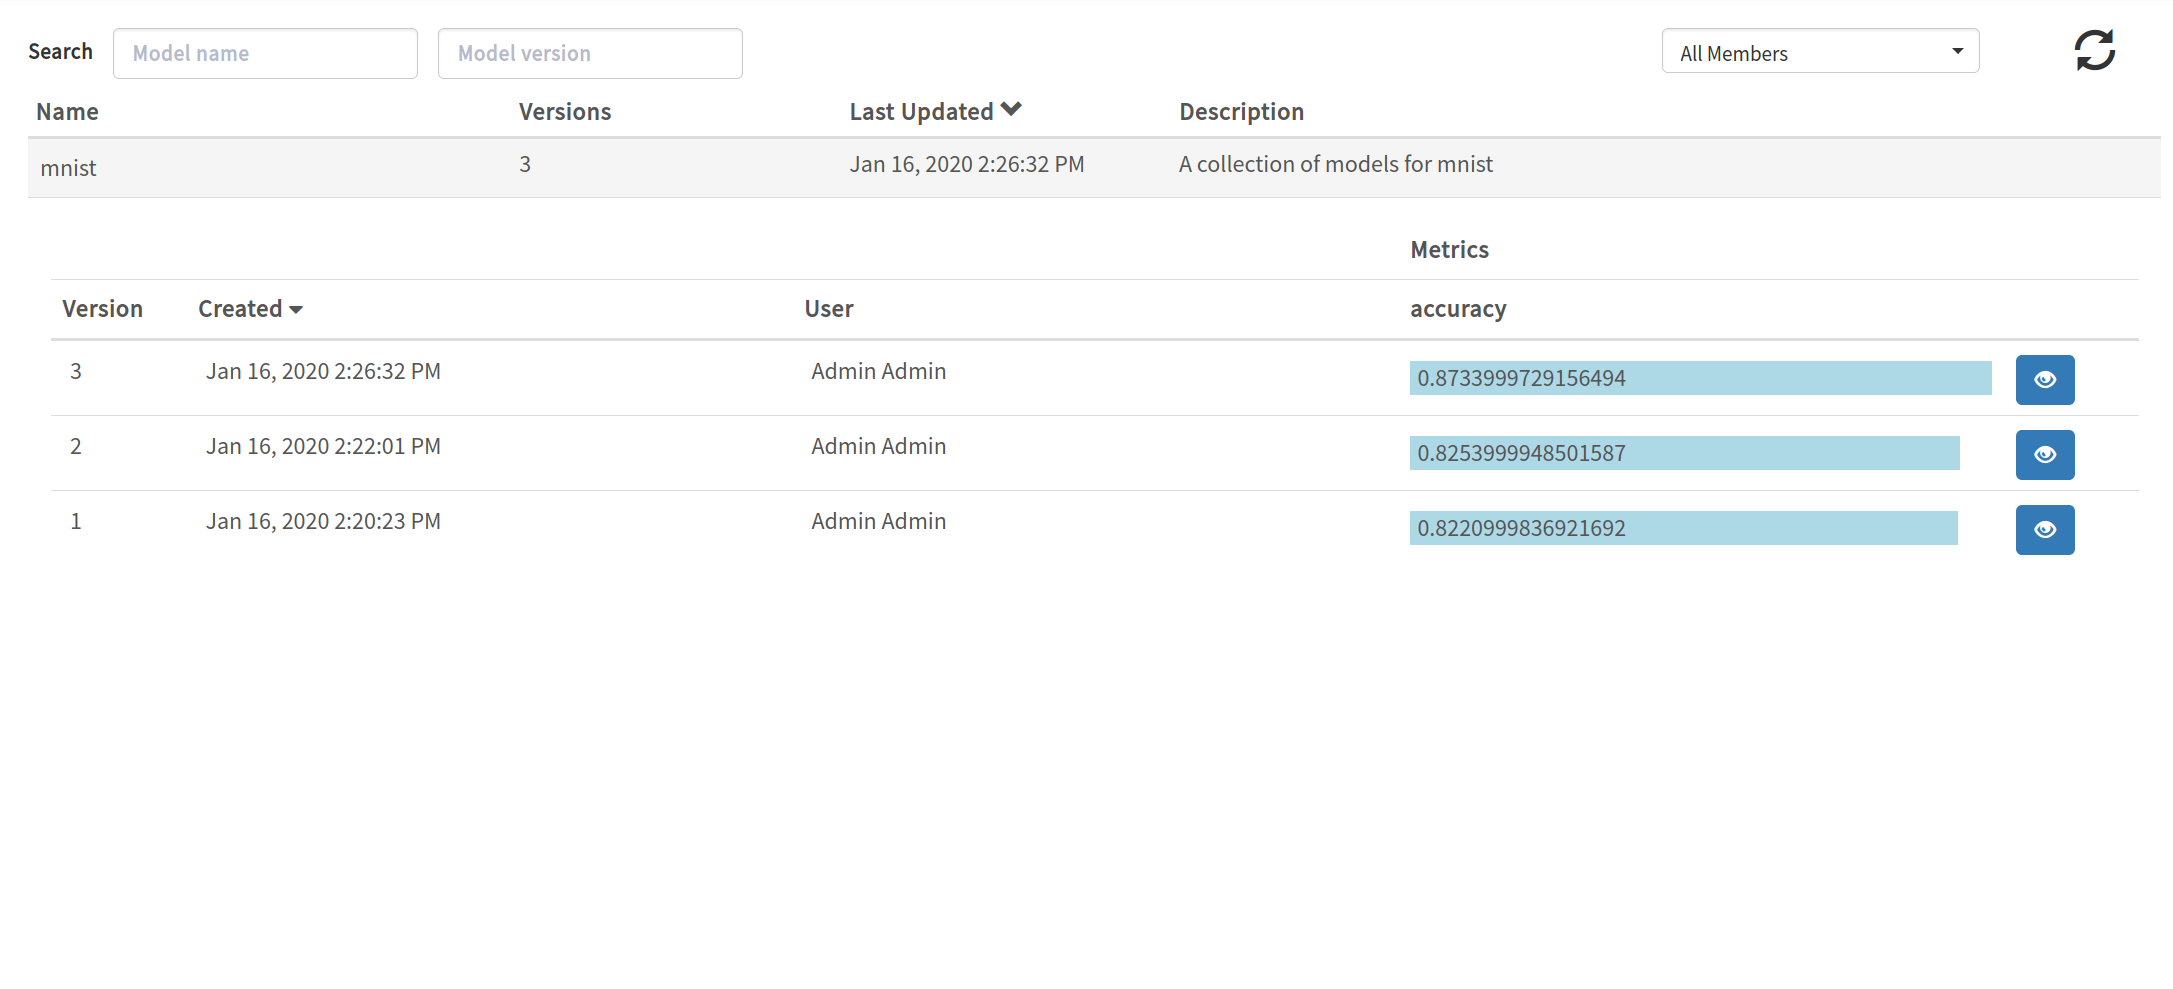 Search Model name Model version All Members
Name Versions Last Updated Description
mnist 3 Jan 16, 2020 2:26:32 PM A collection of models for mnist
Metrics
Version Created User accuracy
3 Jan 16, 2020 2:26:32 PM Admin Admin 0.8733999729156494
2 Jan 16, 2020 2:22:01 PM Admin Admin 0.8253999948501587
1 Jan 16, 2020 2:20:23 PM Admin Admin 0.8220999836921692